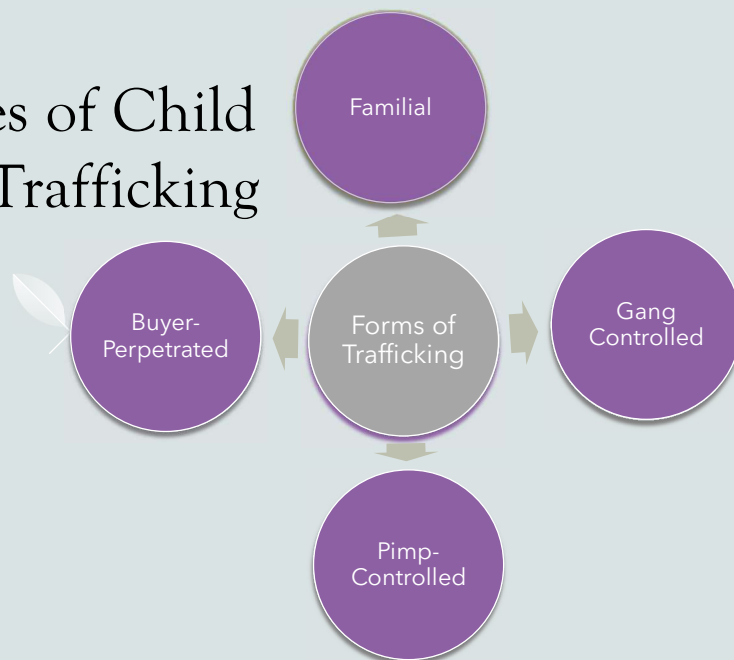 es of Child
Trafficking
Familial
Buyer-
Perpetrated
Forms of
Trafficking
Gang
Controlled
Pimp-
Controlled